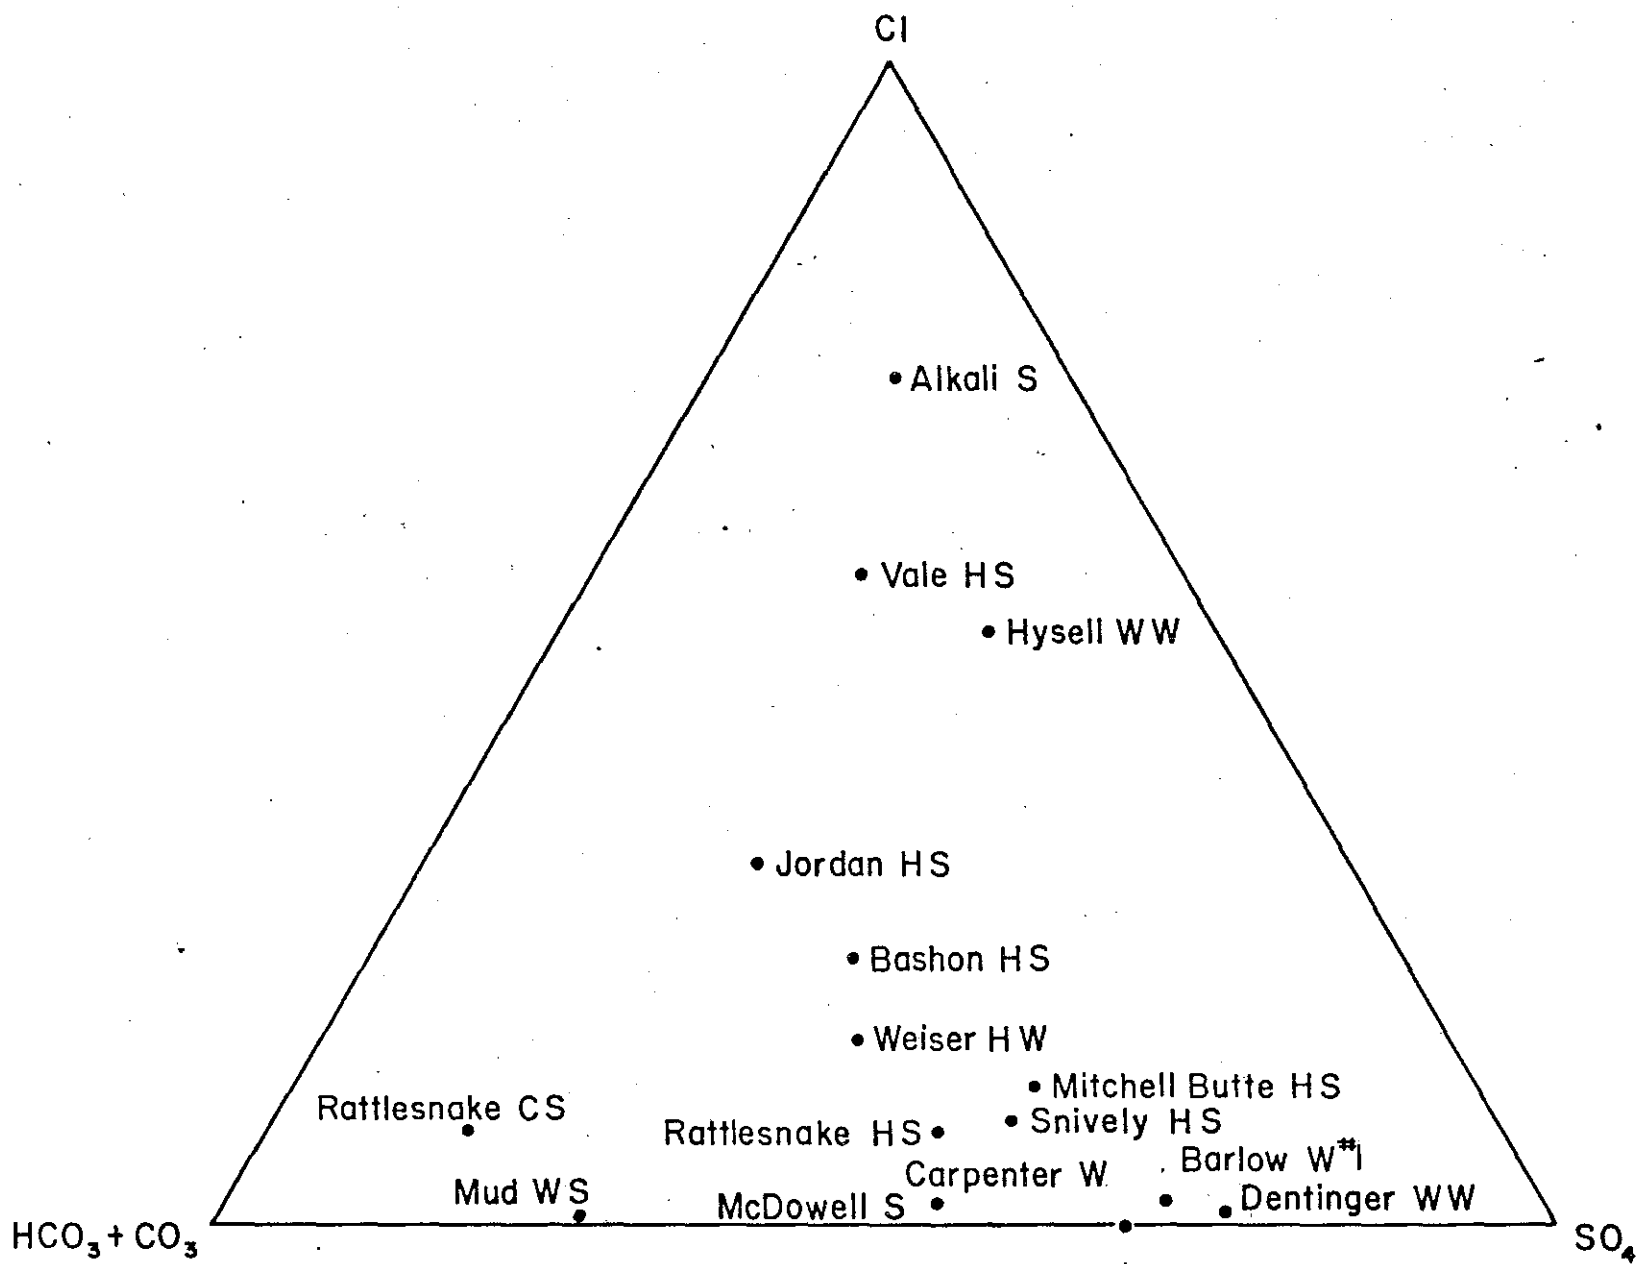 Cl
Alkali S
Vale HS
Hysell WW
Jordan HS
Bashon HS
Weiser HW
Mitchell Butte HS
Rattlesnake CS
Snively HS
Rattlesnake HS
Barlow W#1
Carpenter W
Mud WS
McDowell S
Dentinger WW
HCO₃ + CO₃
SO₄